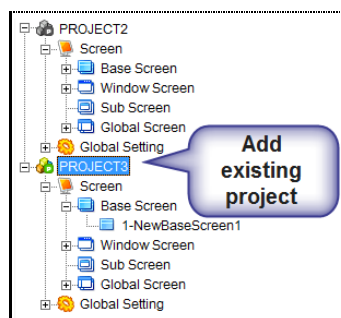 PROJECT2
Screen
Base Screen
Window Screen
Sub Screen
Global Screen
Global Setting
PROJECT3
Screen
Base Screen
1-NewBaseScreen1
Window Screen
Sub Screen
Global Screen
Global Setting
Add
existing
project